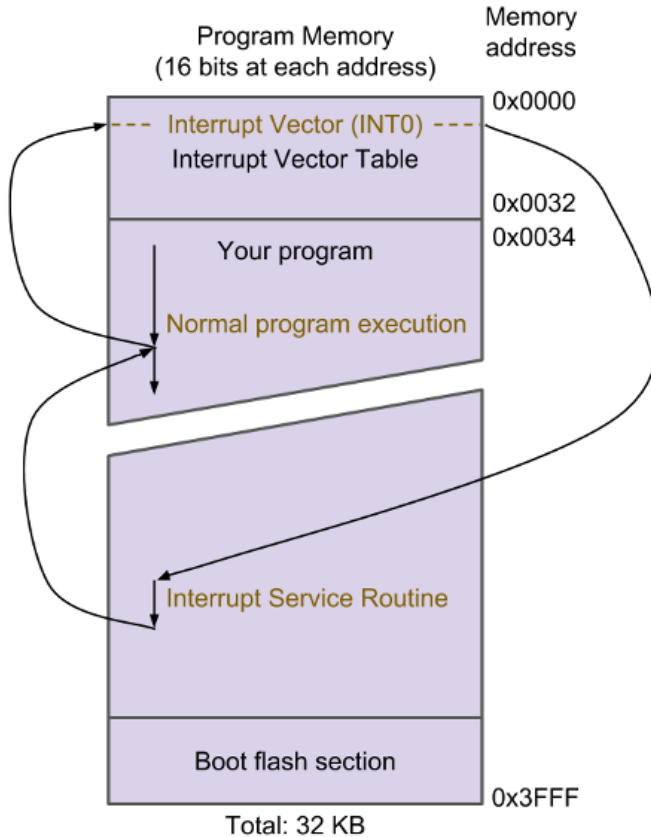 Program Memory
(16 bits at each address)
Memory
address
0x0000
Interrupt Vector (INT0)
Interrupt Vector Table
0x0032
0x0034
Your program
Normal program execution
Interrupt Service Routine
Boot flash section
0x3FFF
Total: 32 KB